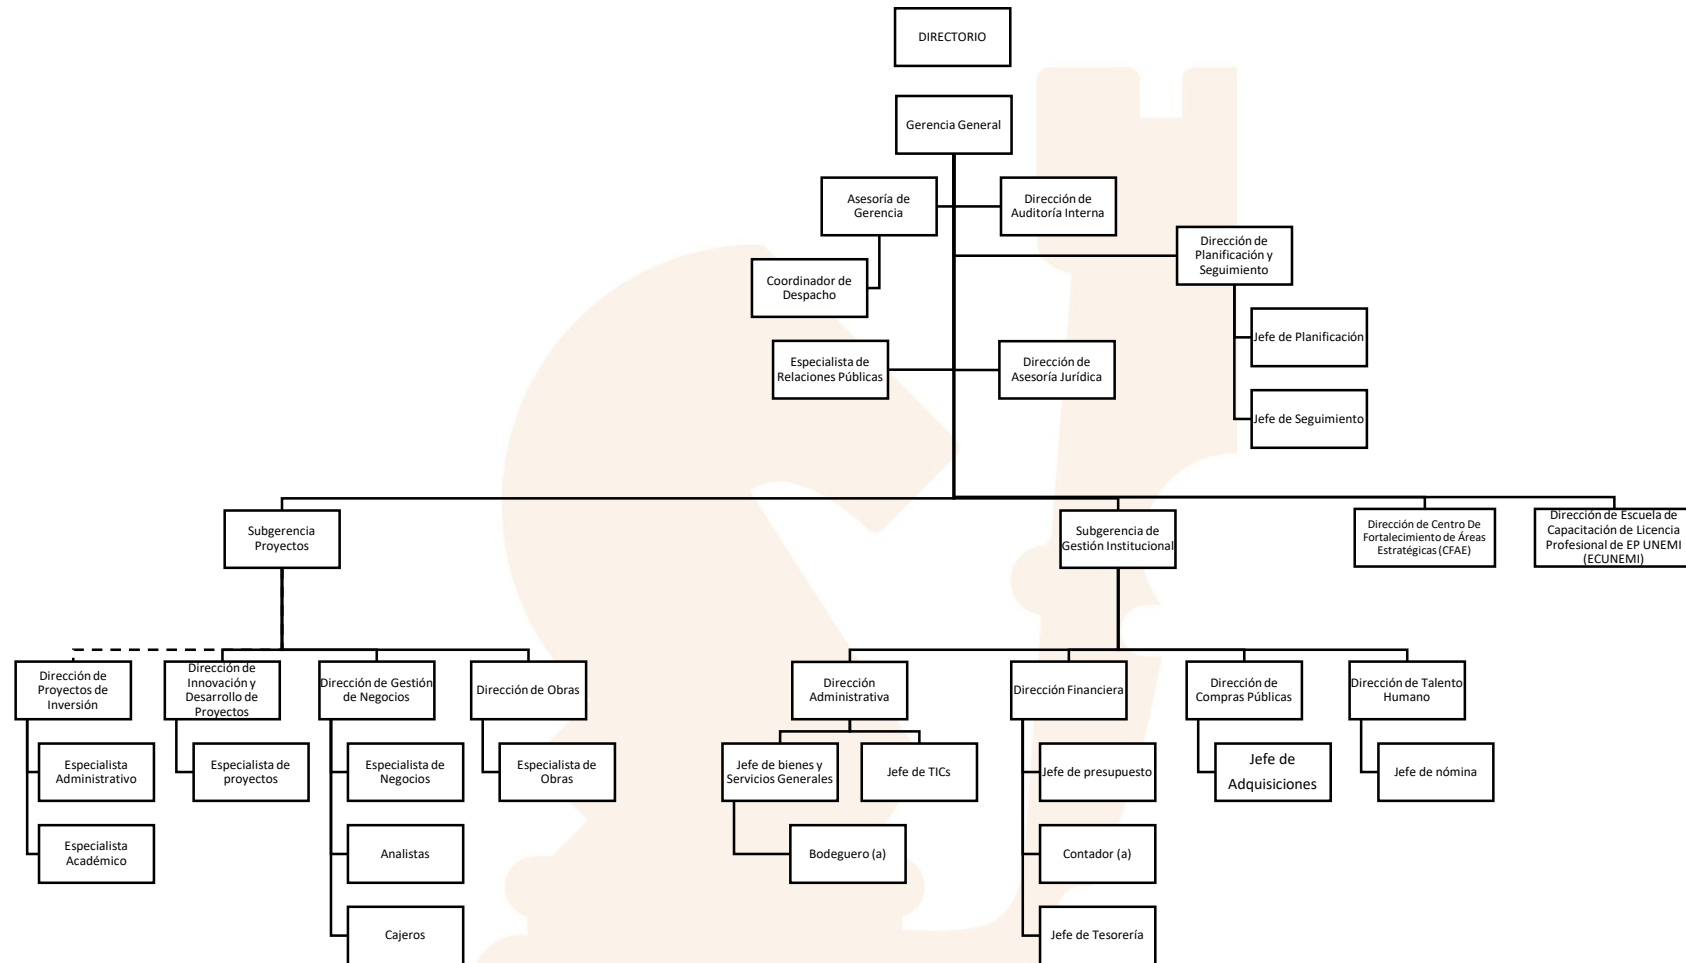 DIRECTORIO
Gerencia General
Asesoría de
Gerencia
Dirección de
Auditoría Interna
Dirección de
Planificación y
Seguimiento
Coordinador de
Despacho
Jefe de Planificación
Especialista de
Relaciones Públicas
Dirección de
Asesoría Jurídica
Jefe de Seguimiento
Subgerencia
Proyectos
Subgerencia de
Gestión Institucional
Dirección de Centro De
Fortalecimiento de Áreas
Estratégicas (CFAE)
Dirección de Escuela de
Capacitación de Licencia
Profesional de EP UNEMI
(ECUNEMI)
Dirección de
Proyectos de
Inversión
Dirección de
Innovación y
Desarrollo de
Proyectos
Dirección de Gestión
de Negocios
Dirección de Obras
Dirección
Administrativa
Dirección Financiera
Dirección de
Compras Públicas
Dirección de Talento
Humano
Especialista
Administrativo
Especialista de
proyectos
Especialista de
Negocios
Especialista de
Obras
Jefe de bienes y
Servicios Generales
Jefe de TICs
Jefe de presupuesto
Jefe de
Adquisiciones
Jefe de nómina
Especialista
Académico
Analistas
Bodeguero (a)
Contador (a)
Cajeros
Jefe de Tesorería